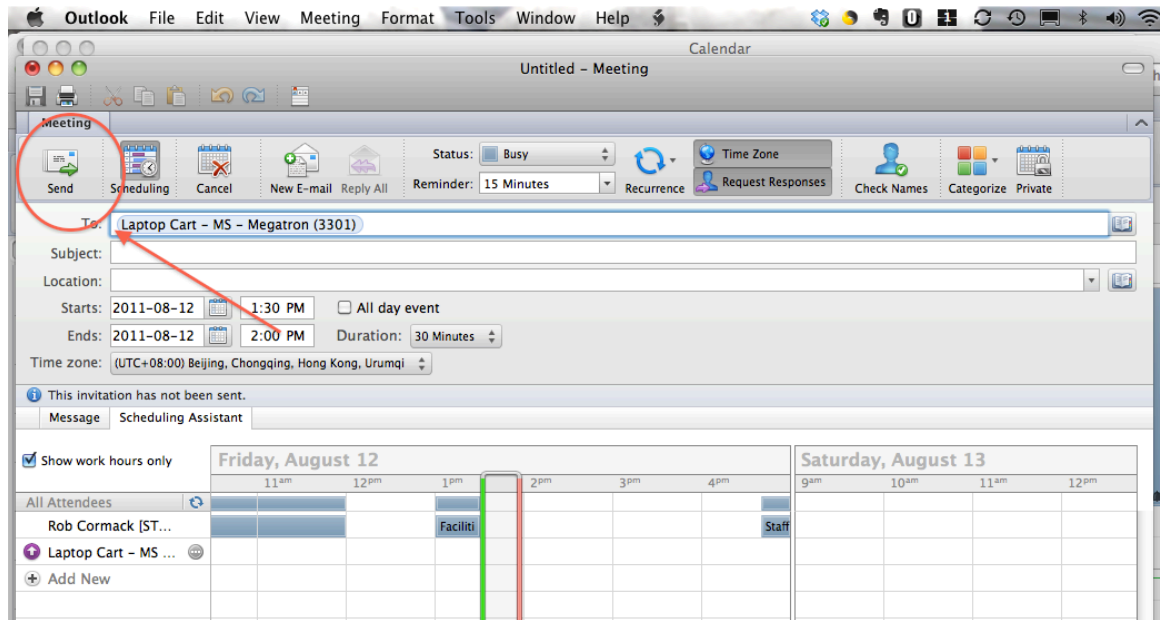 Outlook File Edit View Meeting Format Tools Window Help
Calendar
Untitled – Meeting
Meeting
Send Scheduling Cancel New E-mail Reply All Status: Busy Reminder: 15 Minutes Recurrence Time Zone Request Responses Check Names Categorize Private
To: Laptop Cart – MS – Megatron (3301)
Subject:
Location:
Starts: 2011-08-12 1:30 PM All day event
Ends: 2011-08-12 2:00 PM Duration: 30 Minutes
Time zone: (UTC+08:00) Beijing, Chongqing, Hong Kong, Urumqi
This invitation has not been sent.
Message Scheduling Assistant
Show work hours only Friday, August 12 Saturday, August 13
11am 12pm 1pm 2pm 3pm 4pm 9am 10am 11am 12pm
All Attendees
Rob Cormack [ST... Faciliti Staff
Laptop Cart – MS ...
Add New